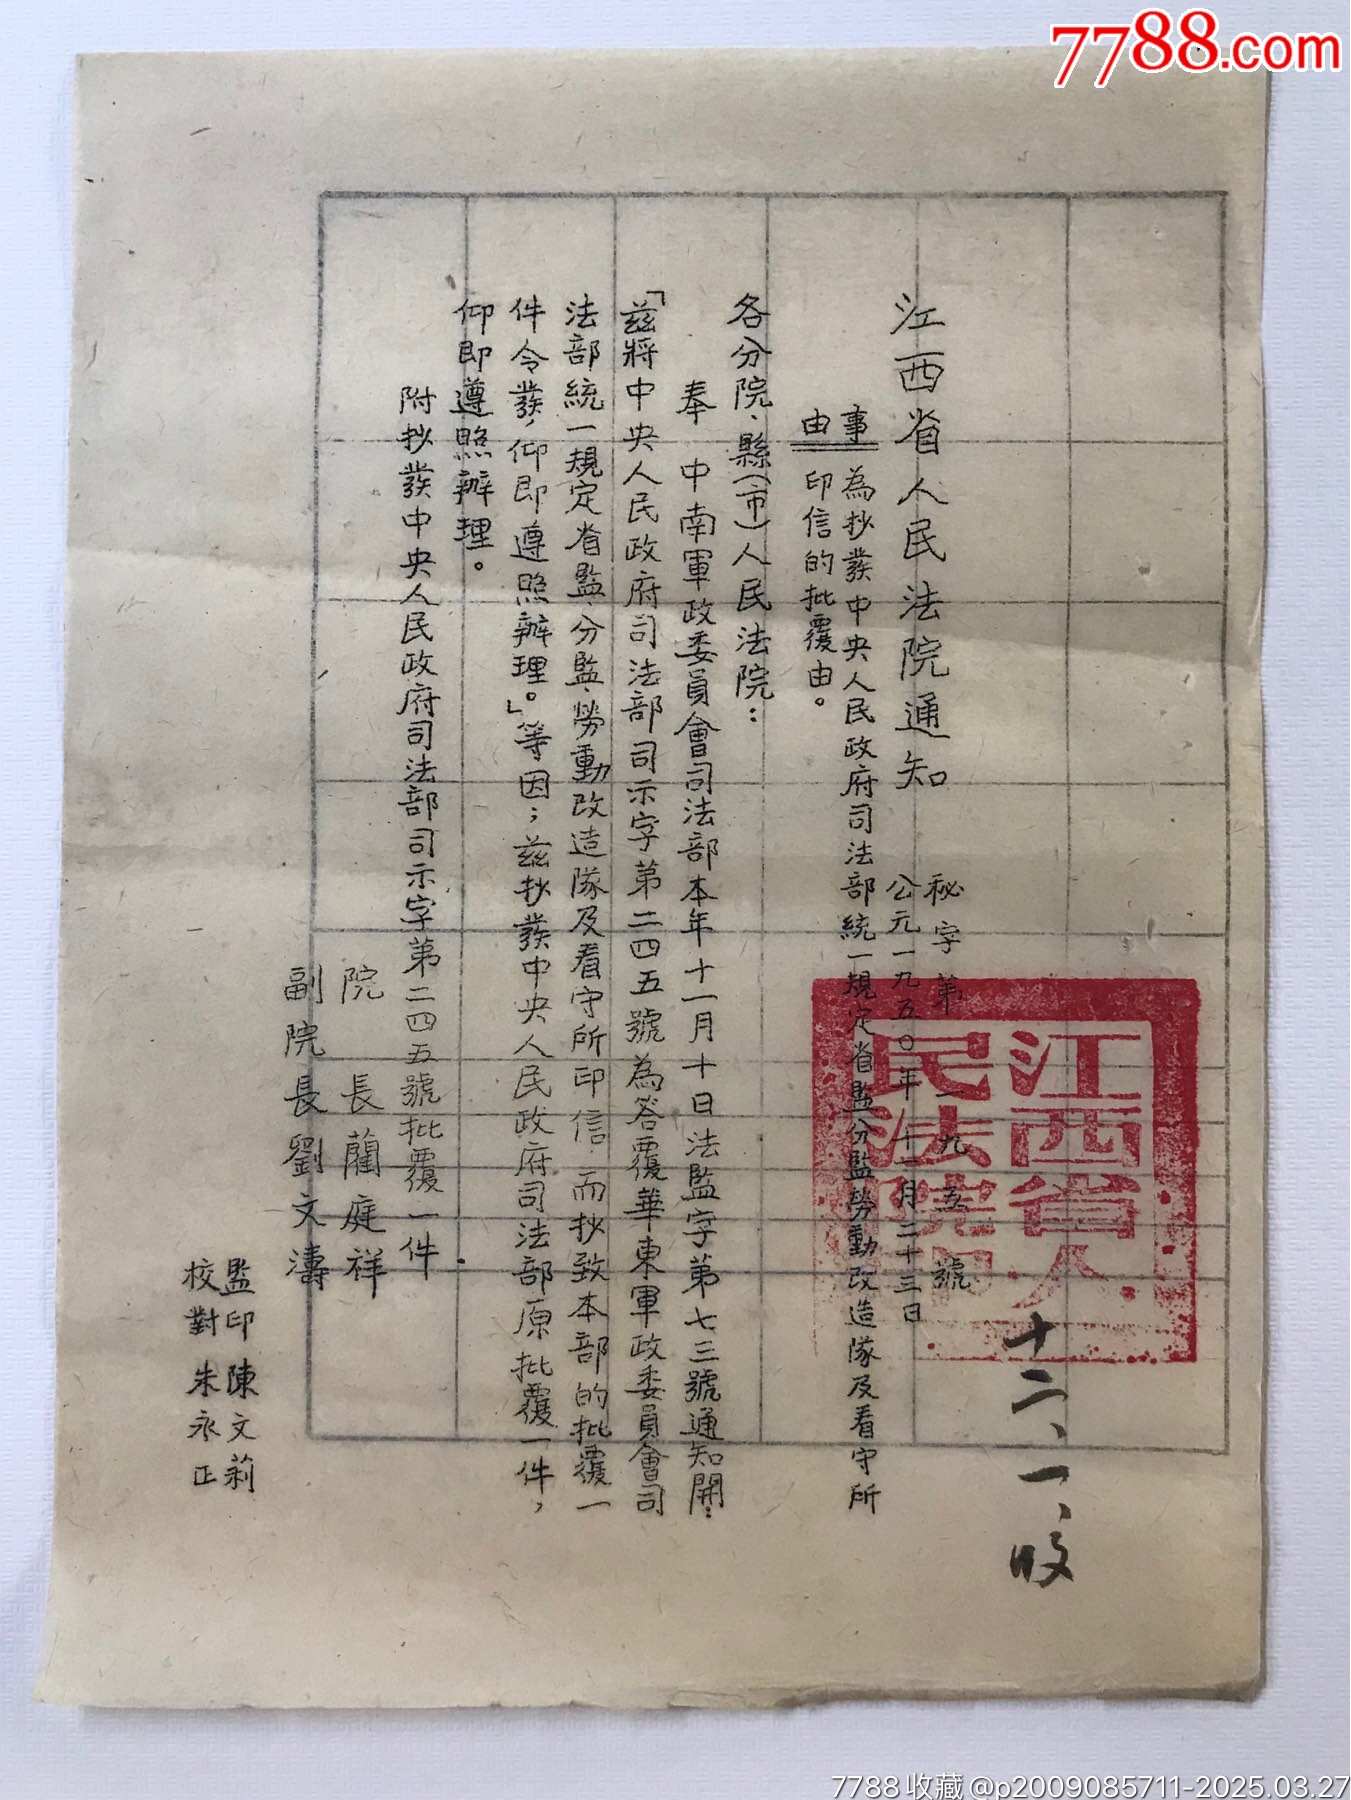 7788.com
江西省人民法院通知
秘字第一九五號
公元一九五〇年十一月二十三日
事由
為抄發中央人民政府司法部統一規定省監分監勞動改造隊及看守所
印信的批覆由。
各分院、縣（市）人民法院：
奉 中南軍政委員會司法部本年十一月十日法監字第七三號通知開：
「茲將中央人民政府司法部司示字第二四五號為答覆華東軍政委員會司
法部統一規定省監、分監、勞動改造隊及看守所印信，而抄致本部的批覆一
件令發，仰即遵照辦理。」等因；茲抄發中央人民政府司法部原批覆一件，
仰即遵照辦理。
附抄發中央人民政府司法部司示字第二四五號批覆一件
院 長 藺庭祥
副院長 劉文濤
監印 陳文莉
校對 朱永正
江西省人
民法院印
十二、一、收
7788收藏@p2009085711-2025.03.27